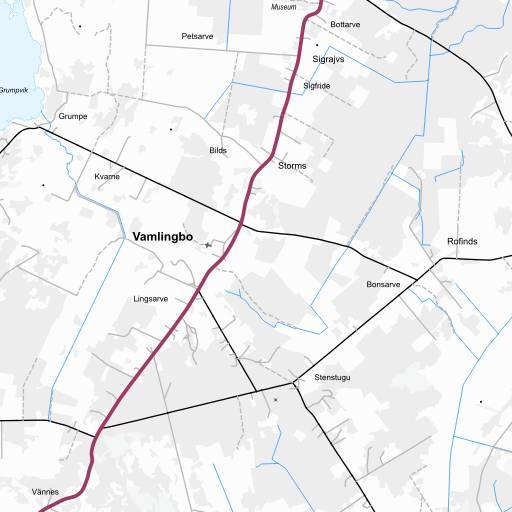 Museum
Bottarve
Petsarve
Sigrajvs
Sigfride
Grumpvik
Grumpe
Bilds
Storms
Kvarne
Vamlingbo
Rofinds
Bonsarve
Lingsarve
Stenstugu
Vännes